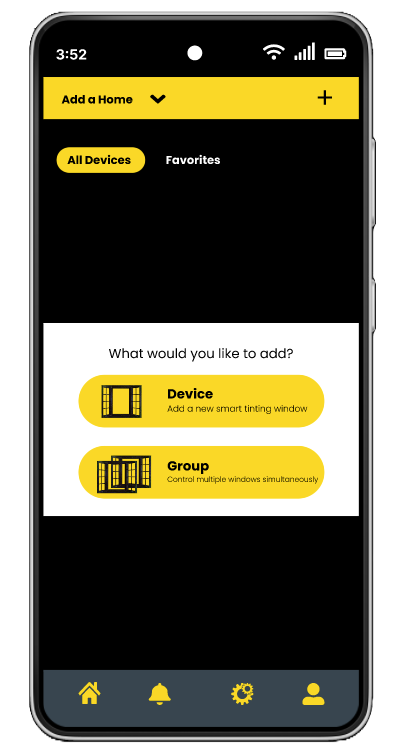 3:52
Add a Home
All Devices Favorites
What would you like to add?
Device
Add a new smart tinting window
Group
Control multiple windows simultaneously